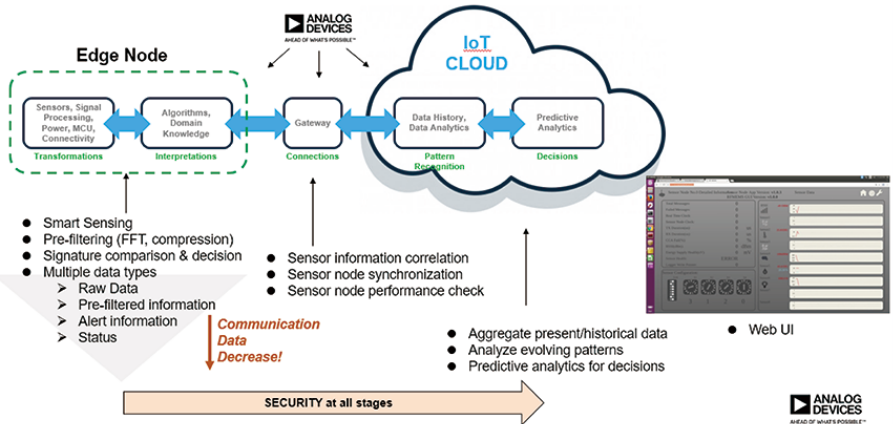 ANALOG
DEVICES
AHEAD OF WHAT'S POSSIBLE™
Edge Node
IoT
CLOUD
Sensors, Signal
Processing,
Power, MCU,
Connectivity
Transformations
Algorithms,
Domain
Knowledge
Interpretations
Gateway
Connections
Data History,
Data Analytics
Pattern
Recognition
Predictive
Analytics
Decisions
● Smart Sensing
● Pre-filtering (FFT, compression)
● Signature comparison & decision
● Multiple data types
➢ Raw Data
➢ Pre-filtered information
➢ Alert information
➢ Status
● Sensor information correlation
● Sensor node synchronization
● Sensor node performance check
Communication
Data
Decrease!
● Aggregate present/historical data
● Analyze evolving patterns
● Predictive analytics for decisions
● Web UI
SECURITY at all stages
ANALOG
DEVICES
AHEAD OF WHAT'S POSSIBLE™